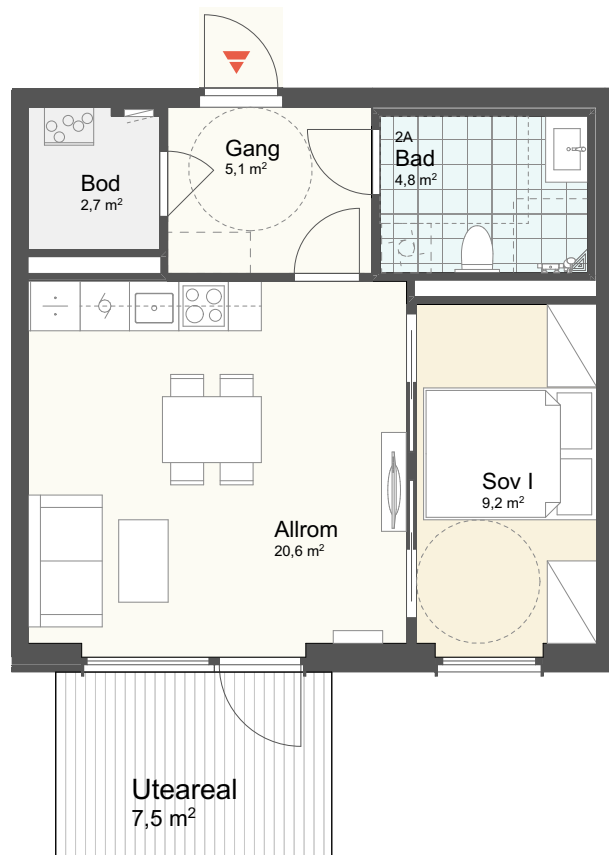 Gang
5,1 m²
2A
Bad
4,8 m²
Bod
2,7 m²
Sov I
9,2 m²
Allrom
20,6 m²
Uteareal
7,5 m²